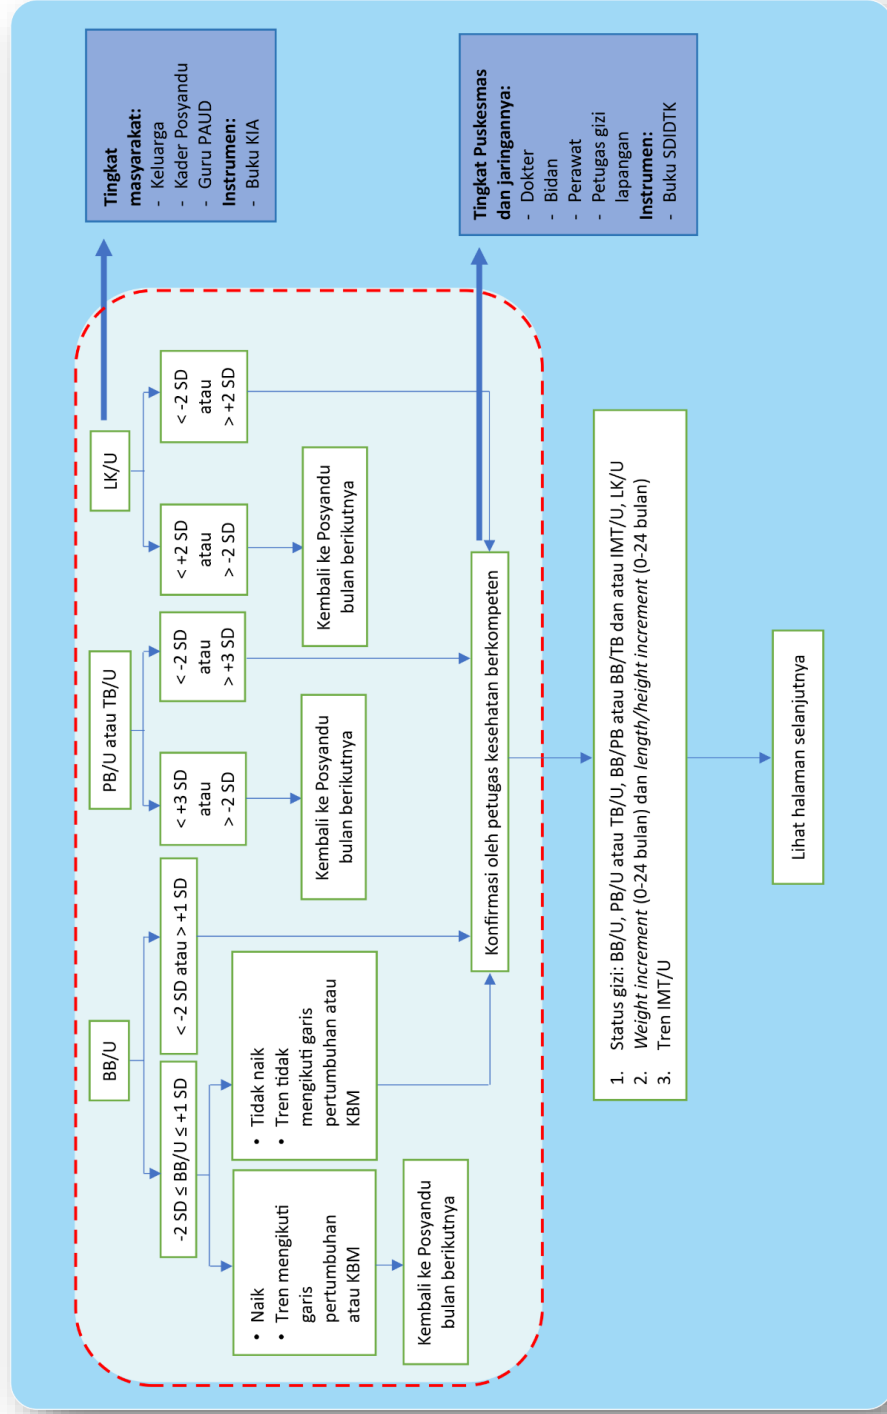 BB/U
-2 SD ≤ BB/U ≤ +1 SD
< -2 SD atau > +1 SD
• Naik
• Tren mengikuti
garis
pertumbuhan
atau KBM
• Tidak naik
• Tren tidak
mengikuti garis
pertumbuhan atau
KBM
Kembali ke Posyandu
bulan berikutnya
PB/U atau TB/U
< +3 SD
atau
> -2 SD
< -2 SD
atau
> +3 SD
Kembali ke Posyandu
bulan berikutnya
LK/U
< +2 SD
atau
> -2 SD
< -2 SD
atau
> +2 SD
Kembali ke Posyandu
bulan berikutnya
Konfirmasi oleh petugas kesehatan berkompeten
Tingkat
masyarakat:
- Keluarga
- Kader Posyandu
- Guru PAUD
Instrumen:
- Buku KIA
Tingkat Puskesmas
dan jaringannya:
- Dokter
- Bidan
- Perawat
- Petugas gizi
lapangan
Instrumen:
- Buku SDIDTK
1. Status gizi: BB/U, PB/U atau TB/U, BB/PB atau BB/TB dan atau IMT/U, LK/U
2. Weight increment (0-24 bulan) dan length/height increment (0-24 bulan)
3. Tren IMT/U
Lihat halaman selanjutnya